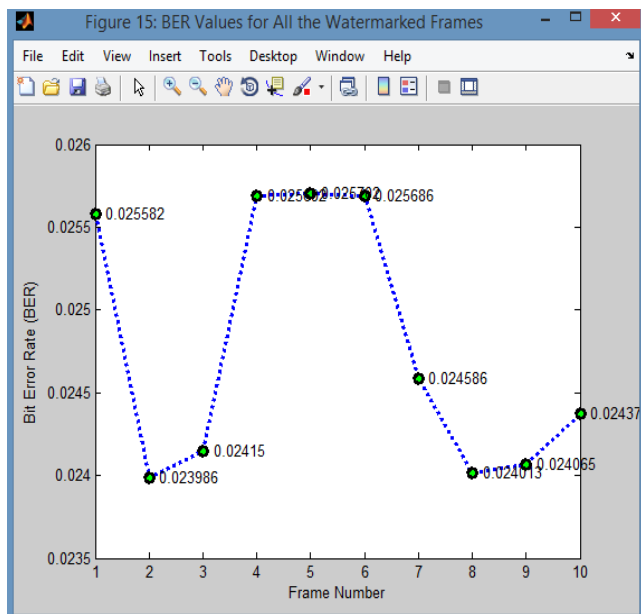 Figure 15: BER Values for All the Watermarked Frames
File Edit View Insert Tools Desktop Window Help
0.026
0.0255
0.025
0.0245
0.024
0.0235
Bit Error Rate (BER)
0.025582
0.023986
0.02415
0.025686
0.024586
0.024013
0.024065
0.02437
1 2 3 4 5 6 7 8 9 10
Frame Number